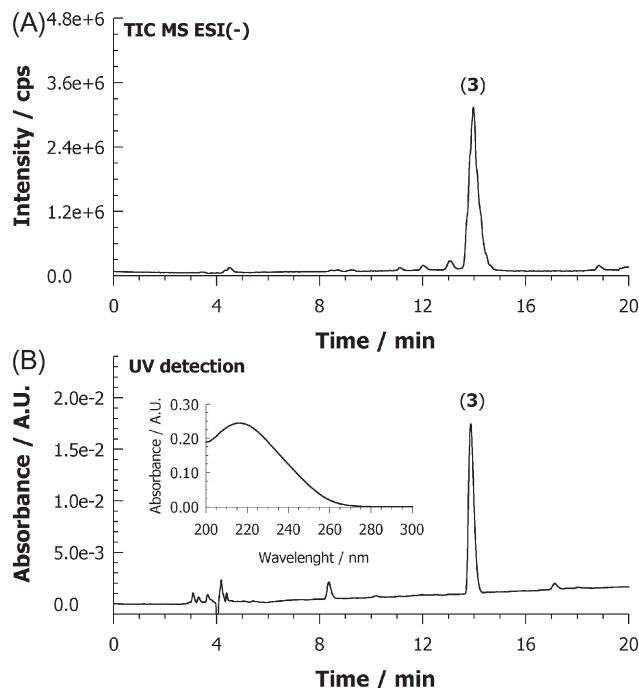 (A)
TIC MS ESI(-)
Intensity / cps
4.8e+6
3.6e+6
2.4e+6
1.2e+6
0.0
(3)
0 4 8 12 16 20
Time / min
(B)
UV detection
Absorbance / A.U.
2.0e-2
1.5e-2
1.0e-2
5.0e-3
0.0
(3)
Absorbance / A.U.
0.30
0.20
0.10
0.00
200 220 240 260 280 300
Wavelenght / nm
0 4 8 12 16 20
Time / min